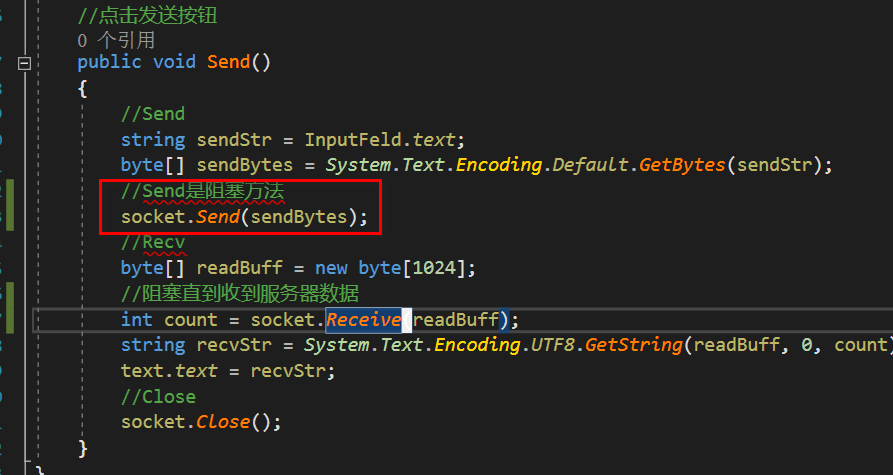 //点击发送按钮
0 个引用
public void Send()
{
//Send
string sendStr = InputFeld.text;
byte[] sendBytes = System.Text.Encoding.Default.GetBytes(sendStr);
//Send是阻塞方法
socket.Send(sendBytes);
//Recv
byte[] readBuff = new byte[1024];
//阻塞直到收到服务器数据
int count = socket.Receive(readBuff);
string recvStr = System.Text.Encoding.UTF8.GetString(readBuff, 0, count)
text.text = recvStr;
//Close
socket.Close();
}
}